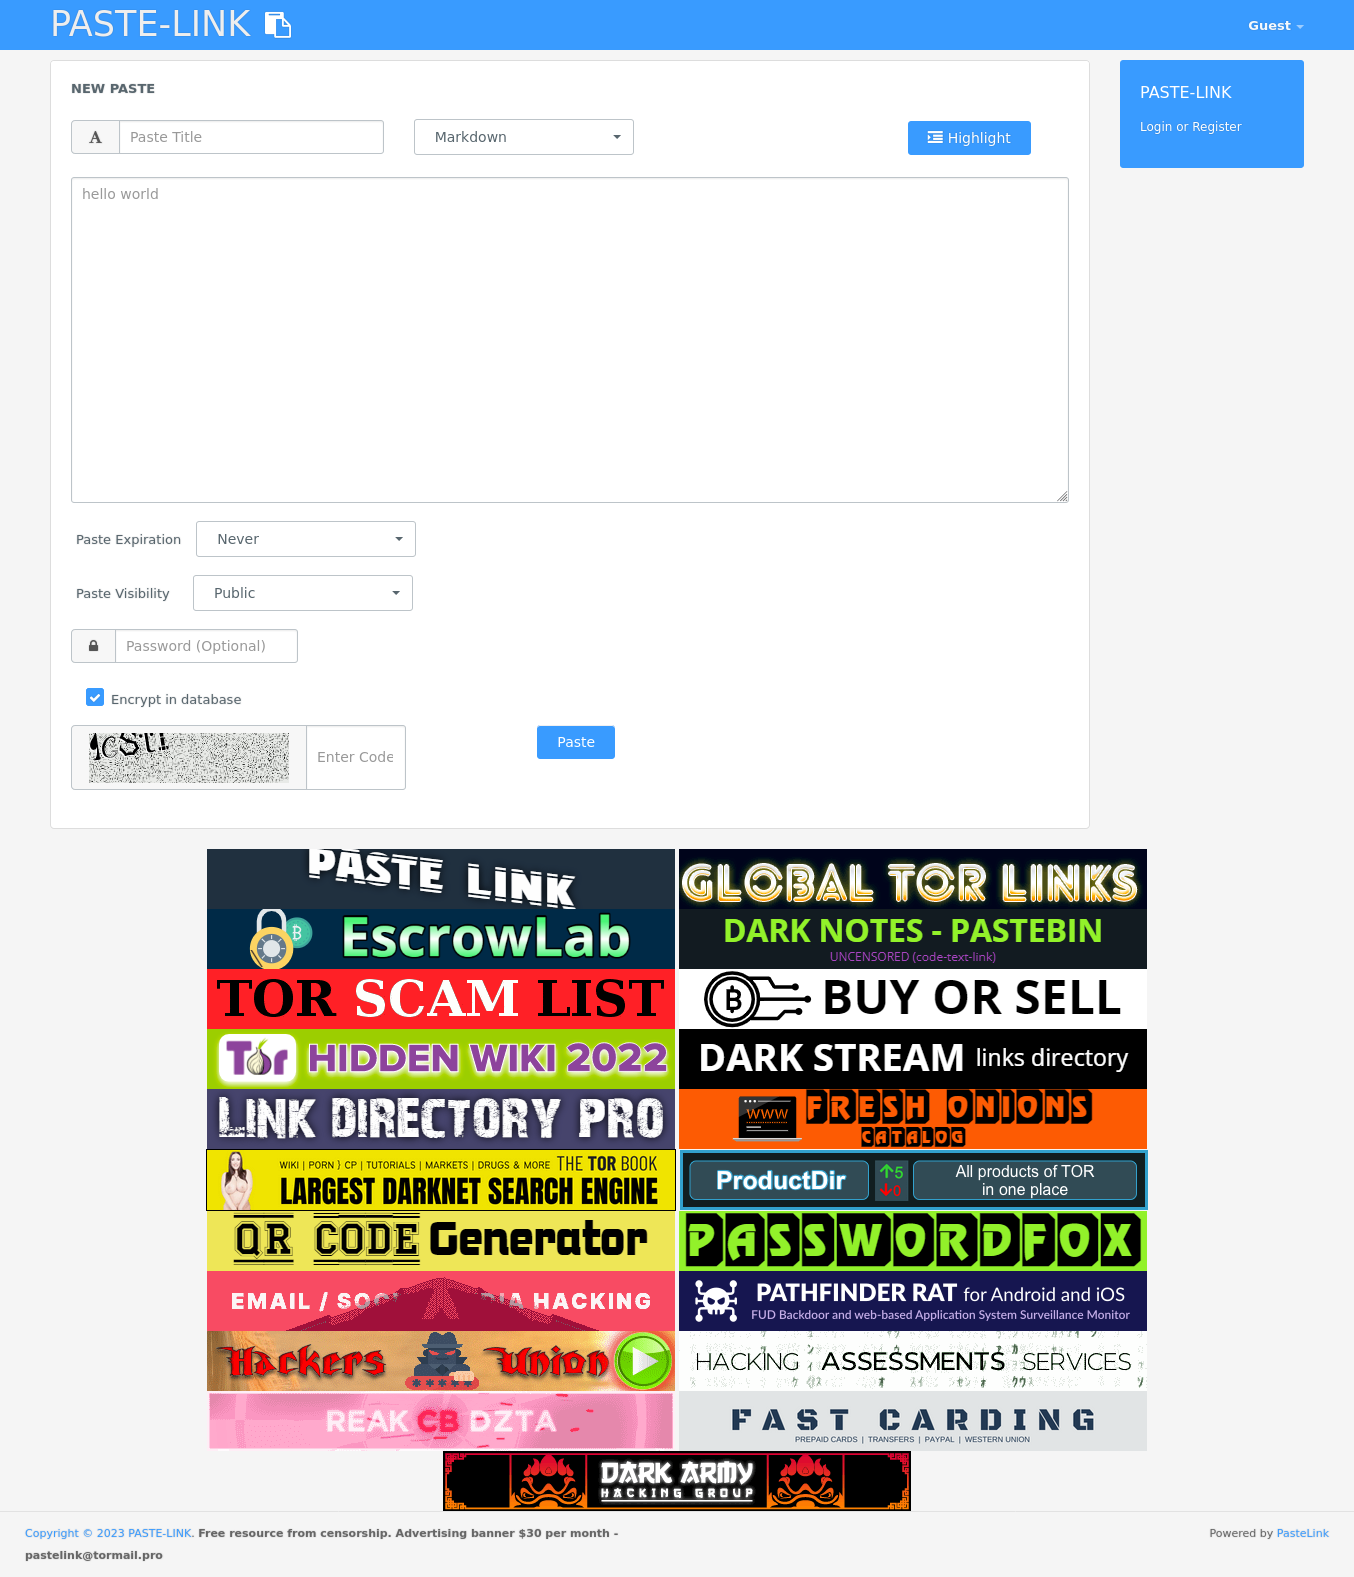 PASTE-LINK
Guest
NEW PASTE
PASTE-LINK
Login or Register
A Paste Title
Markdown
Highlight
hello world
Paste Expiration
Never
Paste Visibility
Public
Password (Optional)
Encrypt in database
Enter Code
Paste
PASTE LINK
GLOBAL TOR LINKS
EscrowLab
DARK NOTES - PASTEBIN
UNCENSORED (code-text-link)
TOR SCAM LIST
BUY OR SELL
Tor HIDDEN WIKI 2022
DARK STREAM links directory
LINK DIRECTORY PRO
WWW FRESH ONIONS
CATALOG
WIKI | PORN } CP | TUTORIALS | MARKETS | DRUGS & MORE THE TOR BOOK
LARGEST DARKNET SEARCH ENGINE
ProductDir
5
0
All products of TOR
in one place
QR CODE Generator
PASSWORDFOX
EMAIL / HACKING
PATHFINDER RAT for Android and iOS
FUD Backdoor and web-based Application System Surveillance Monitor
Hackers Union
****
HACKING ASSESSMENTS SERVICES
REAK CB DZTA
FAST CARDING
PREPAID CARDS | TRANSFERS | PAYPAL | WESTERN UNION
DARK ARMY
HACKING GROUP
Copyright © 2023 PASTE-LINK. Free resource from censorship. Advertising banner $30 per month -
pastelink@tormail.pro
Powered by PasteLink